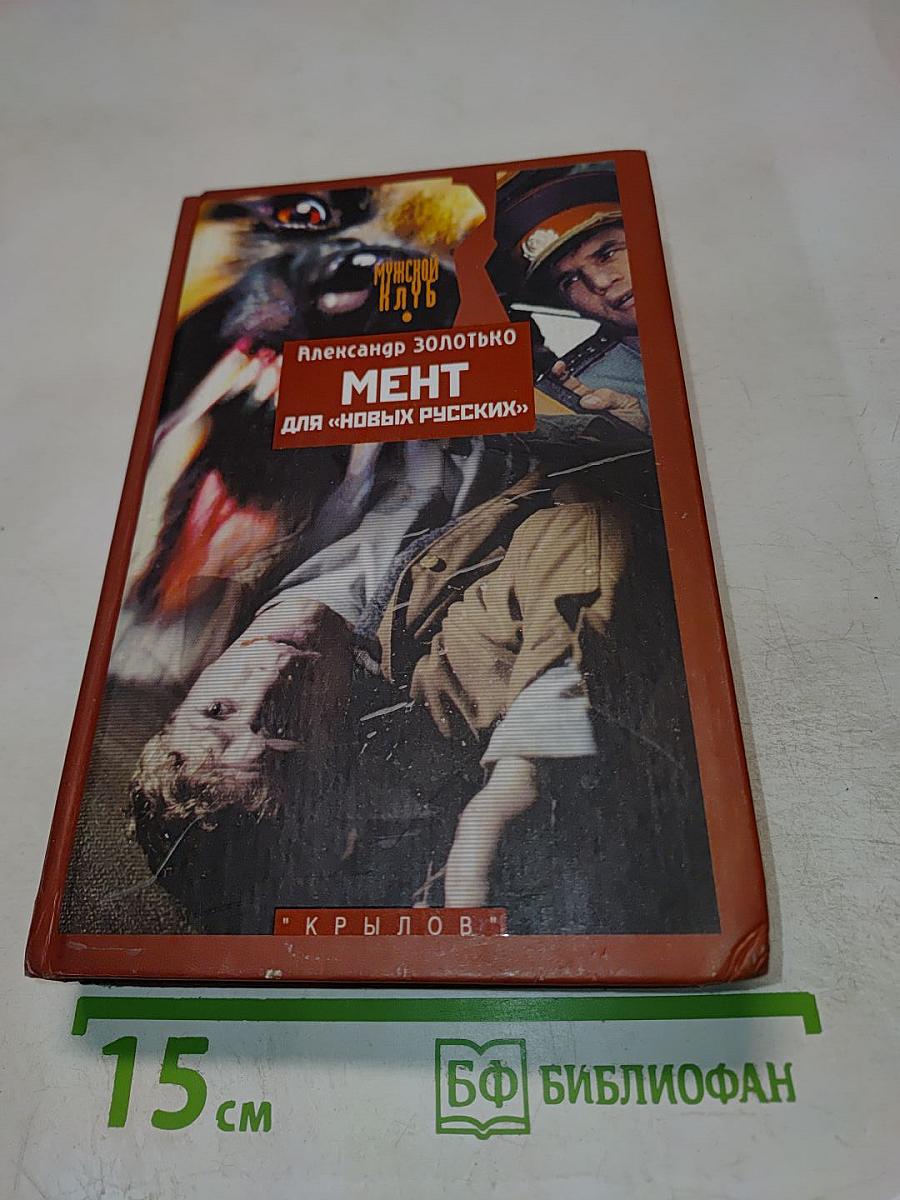 МУЖСКОЙ
КЛУБ
Александр ЗОЛОТЬКО
МЕНТ
ДЛЯ «НОВЫХ РУССКИХ»
"КРЫЛОВ"
15 см
БФ БИБЛИОФАН